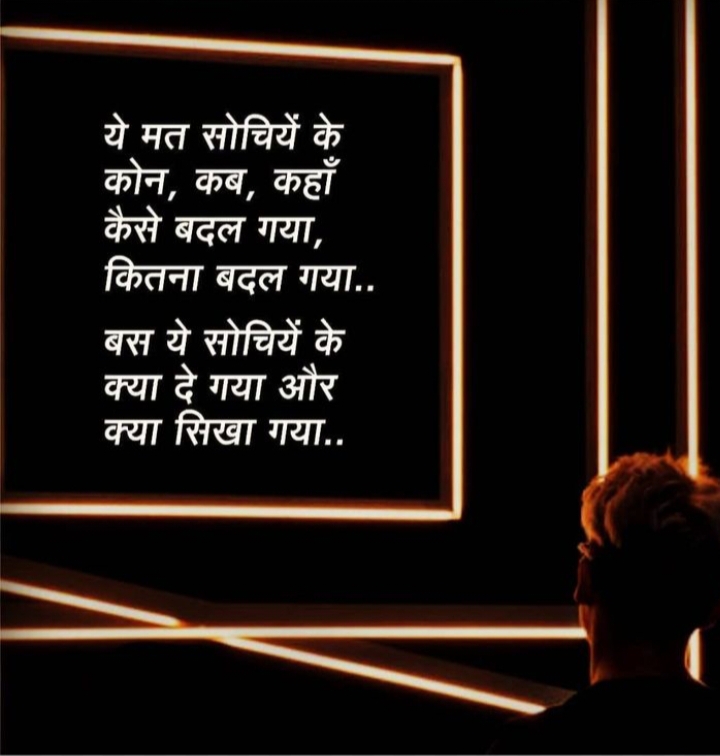 ये मत सोचियें के
कोन, कब, कहाँ
कैसे बदल गया,
कितना बदल गया..
बस ये सोचियें के
क्या दे गया और
क्या सिखा गया..